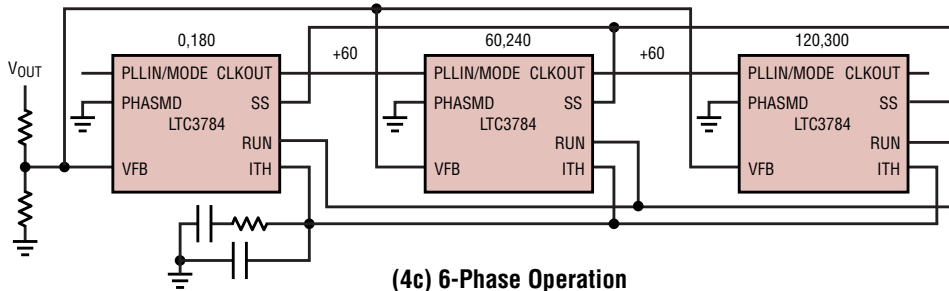 0,180
60,240
120,300
VOUT
+60
+60
PLLIN/MODE CLKOUT
PHASMD SS
LTC3784
RUN
VFB ITH
PLLIN/MODE CLKOUT
PHASMD SS
LTC3784
RUN
VFB ITH
PLLIN/MODE CLKOUT
PHASMD SS
LTC3784
RUN
VFB ITH
(4c) 6-Phase Operation